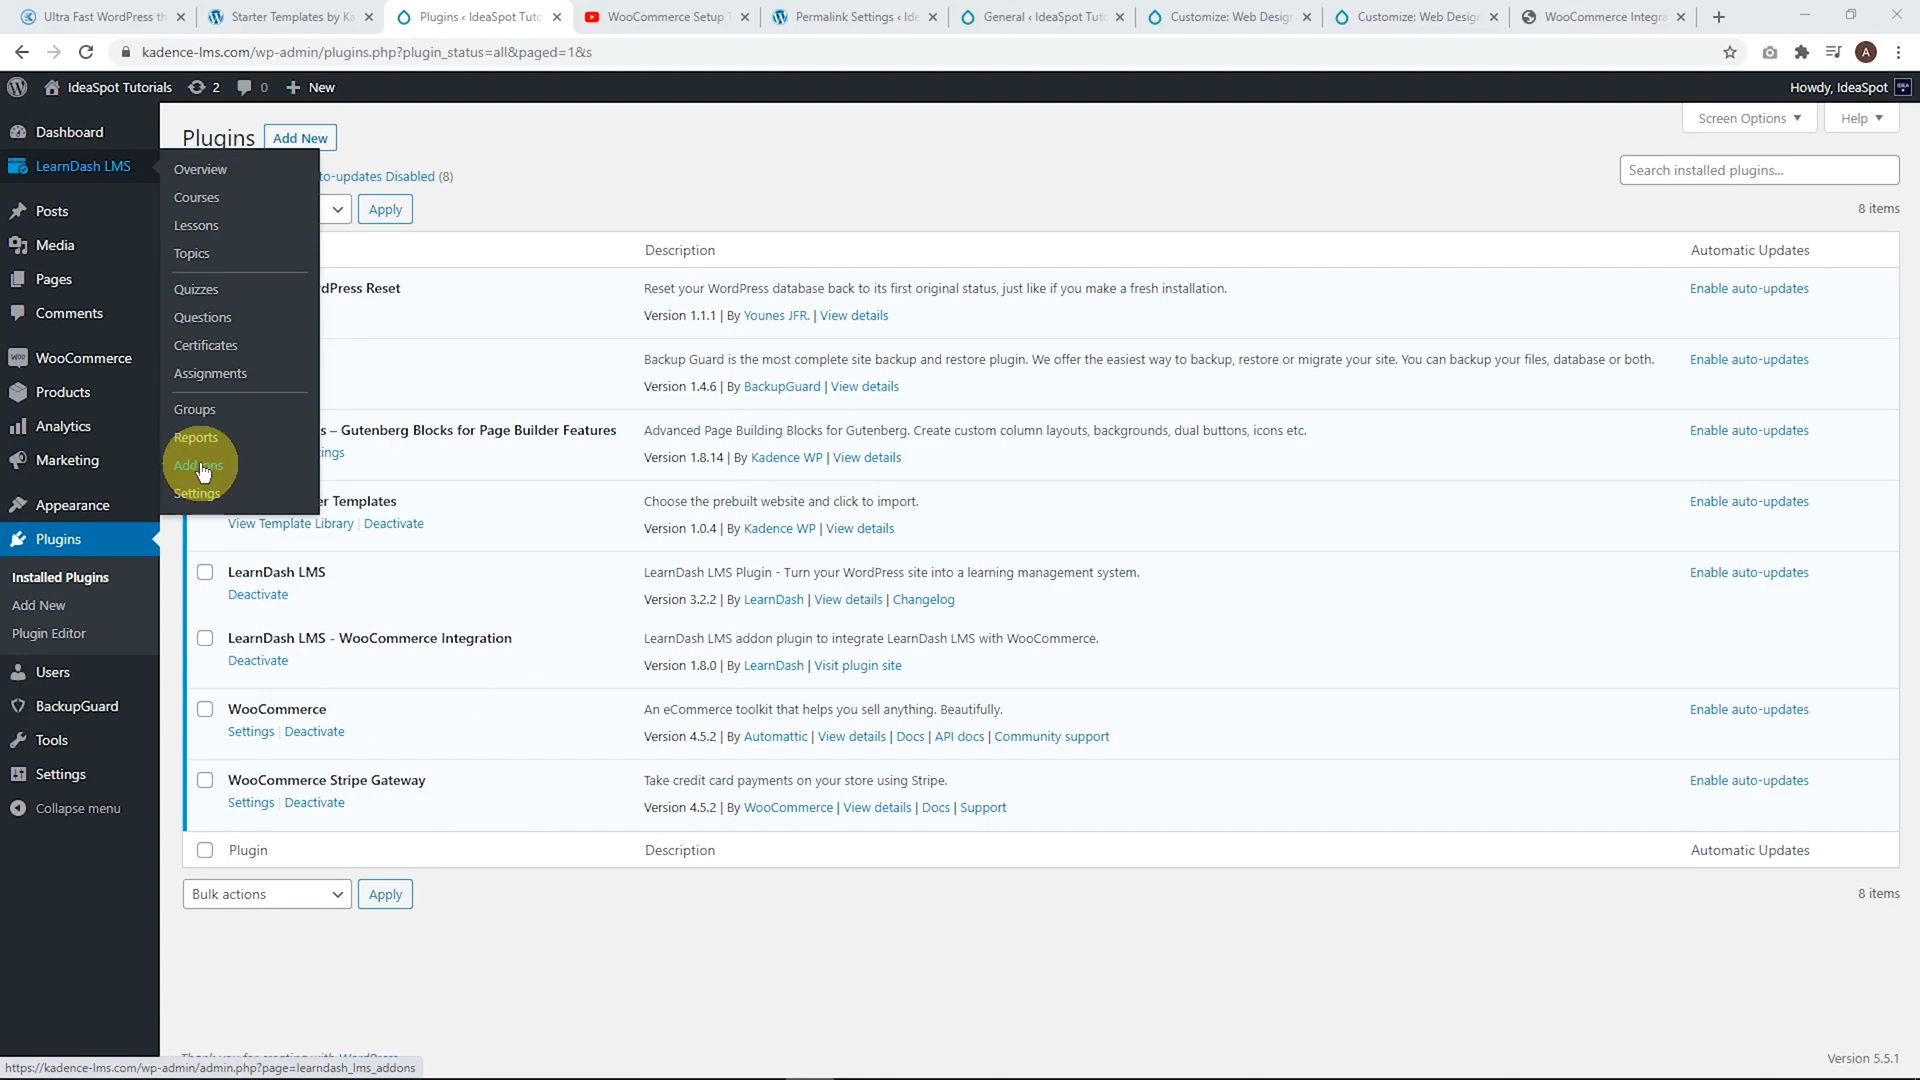 Ultra Fast WordPress th
Starter Templates by Ka
Plugins ‹ IdeaSpot Tuto
WooCommerce Setup T
Permalink Settings ‹ Ide
General ‹ IdeaSpot Tuto
Customize: Web Design
Customize: Web Design
WooCommerce Integra
kadence-lms.com/wp-admin/plugins.php?plugin_status=all&paged=1&s
A
IdeaSpot Tutorials 2 0 + New
Howdy, IdeaSpot
Dashboard
LearnDash LMS
Posts
Media
Pages
Comments
WooCommerce
Products
Analytics
Marketing
Appearance
Plugins
Installed Plugins
Add New
Plugin Editor
Users
BackupGuard
Tools
Settings
Collapse menu
Overview
Courses
Lessons
Topics
Quizzes
Questions
Certificates
Assignments
Groups
Reports
Add-ons
Settings
Plugins Add New
Screen Options Help
to-updates Disabled (8)
Search installed plugins...
Apply
8 items
Description Automatic Updates
dPress Reset
Reset your WordPress database back to its first original status, just like if you make a fresh installation.
Enable auto-updates
Version 1.1.1 | By Younes JFR. | View details
Backup Guard is the most complete site backup and restore plugin. We offer the easiest way to backup, restore or migrate your site. You can backup your files, database or both.
Enable auto-updates
Version 1.4.6 | By BackupGuard | View details
s – Gutenberg Blocks for Page Builder Features
Advanced Page Building Blocks for Gutenberg. Create custom column layouts, backgrounds, dual buttons, icons etc.
Enable auto-updates
ings
Version 1.8.14 | By Kadence WP | View details
er Templates
Choose the prebuilt website and click to import.
Enable auto-updates
View Template Library | Deactivate
Version 1.0.4 | By Kadence WP | View details
LearnDash LMS
LearnDash LMS Plugin - Turn your WordPress site into a learning management system.
Enable auto-updates
Deactivate
Version 3.2.2 | By LearnDash | View details | Changelog
LearnDash LMS - WooCommerce Integration
LearnDash LMS addon plugin to integrate LearnDash LMS with WooCommerce.
Deactivate
Version 1.8.0 | By LearnDash | Visit plugin site
WooCommerce
An eCommerce toolkit that helps you sell anything. Beautifully.
Enable auto-updates
Settings | Deactivate
Version 4.5.2 | By Automattic | View details | Docs | API docs | Community support
WooCommerce Stripe Gateway
Take credit card payments on your store using Stripe.
Enable auto-updates
Settings | Deactivate
Version 4.5.2 | By WooCommerce | View details | Docs | Support
Plugin Description Automatic Updates
Bulk actions Apply
8 items
Thank you for creating with WordPress
Version 5.5.1
https://kadence-lms.com/wp-admin/admin.php?page=learndash_lms_addons